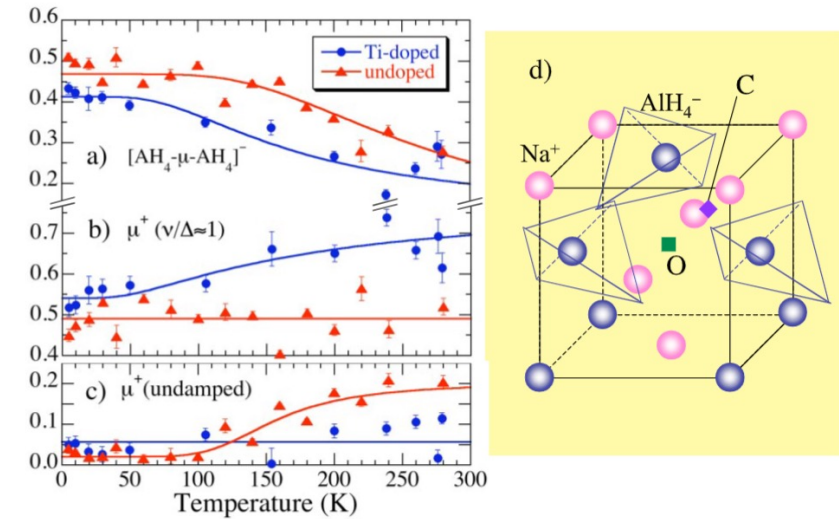 0.6
0.5
0.4
0.3
0.2
Ti-doped
undoped
a) [AH₄-μ-AH₄]⁻
b) μ⁺ (ν/Δ≈1)
0.7
0.6
0.5
0.4
c) μ⁺(undamped)
0.2
0.1
0.0
0 50 100 150 200 250 300
Temperature (K)
d)
C
AlH₄⁻
Na⁺
O